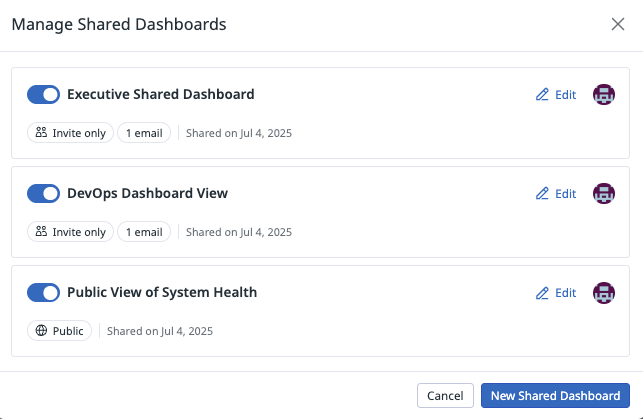 Manage Shared Dashboards
Executive Shared Dashboard
Edit
Invite only
1 email
Shared on Jul 4, 2025
DevOps Dashboard View
Edit
Invite only
1 email
Shared on Jul 4, 2025
Public View of System Health
Edit
Public
Shared on Jul 4, 2025
Cancel
New Shared Dashboard